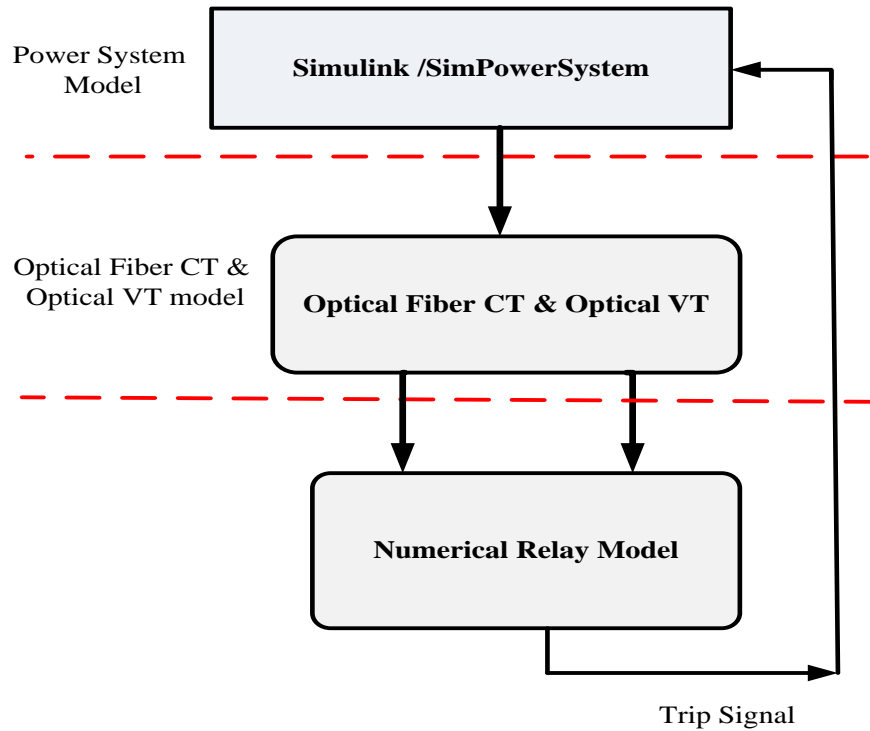 Power System
Model
Simulink /SimPowerSystem
Optical Fiber CT &
Optical VT model
Optical Fiber CT & Optical VT
Numerical Relay Model
Trip Signal